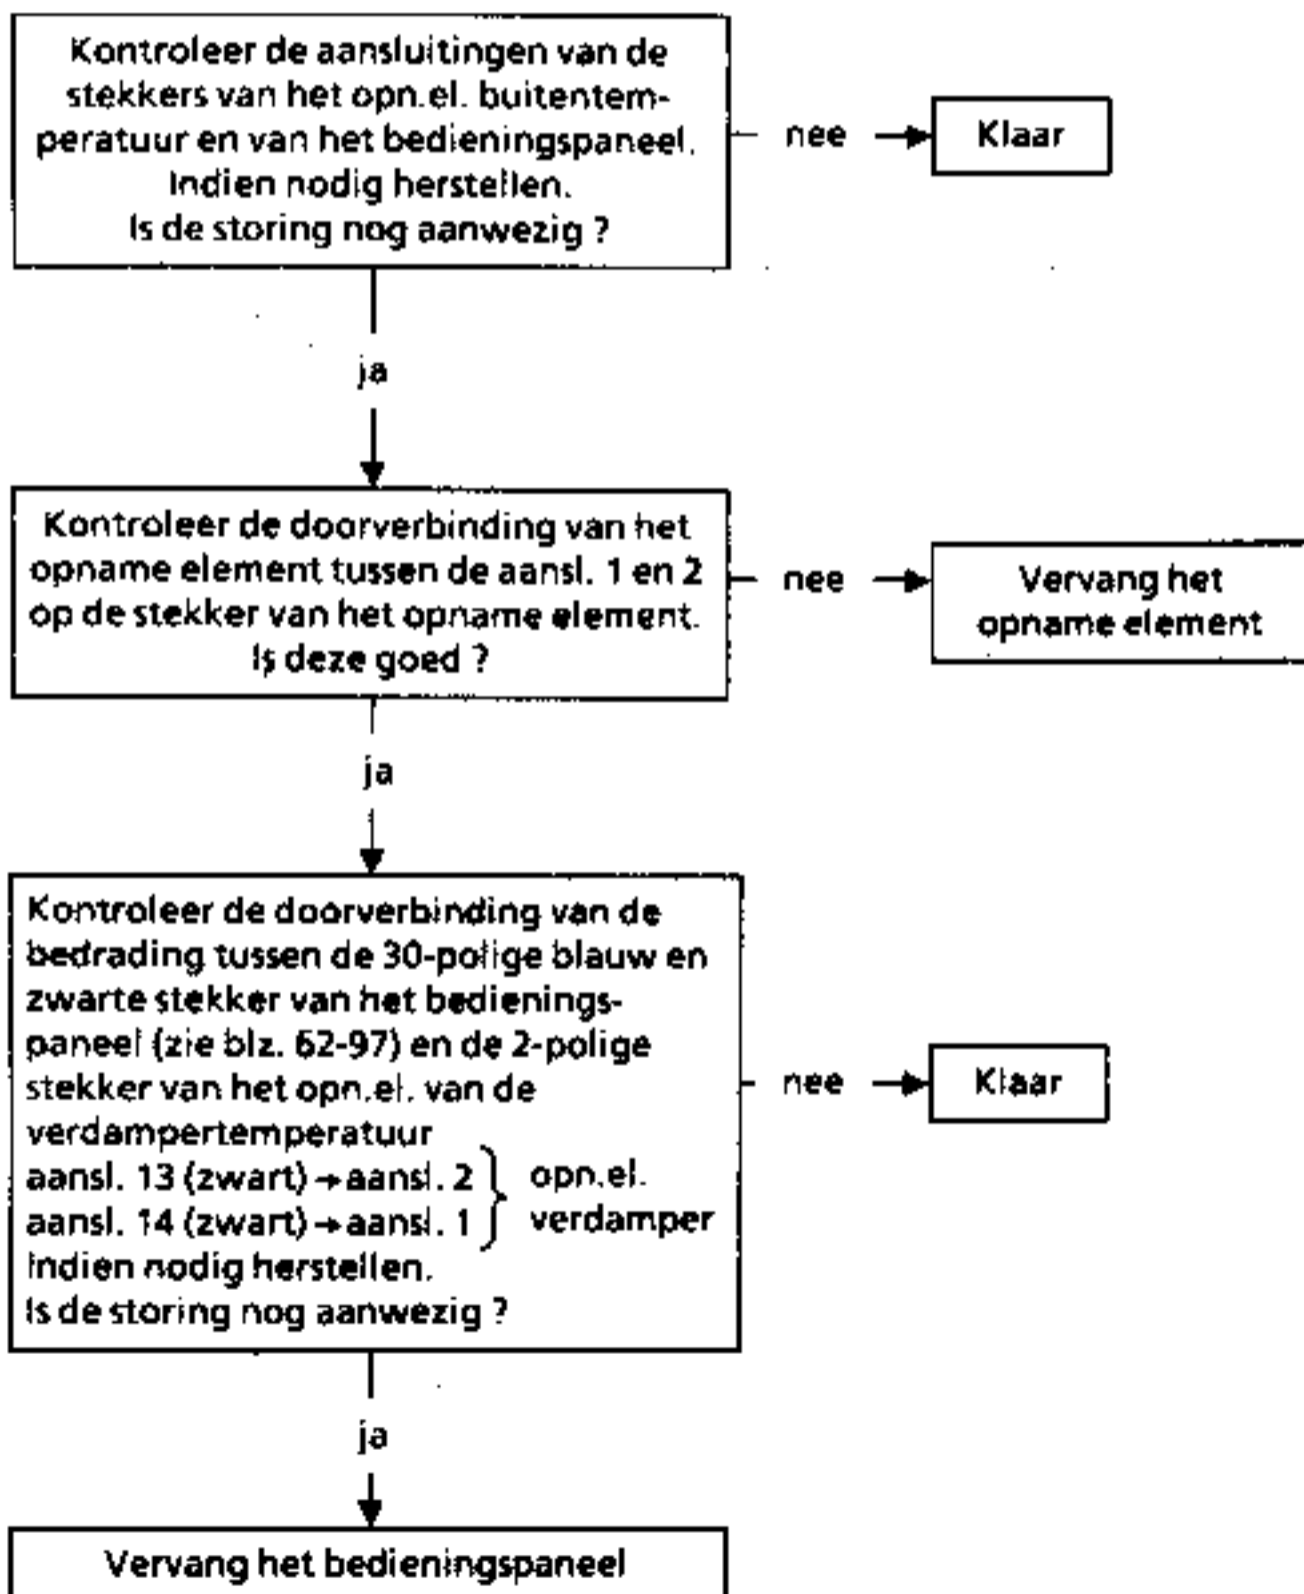 Kontroleer de aansluitingen van de
stekkers van het opn.el. buitentem-
peratuur en van het bedieningspaneel.
Indien nodig herstellen.
Is de storing nog aanwezig ?
nee
Klaar
ja
Kontroleer de doorverbinding van het
opname element tussen de aansl. 1 en 2
op de stekker van het opname element.
Is deze goed ?
nee
Vervang het
opname element
ja
Kontroleer de doorverbinding van de
bedrading tussen de 30-polige blauw en
zwarte stekker van het bedienings-
paneel (zie blz. 62-97) en de 2-polige
stekker van het opn.el. van de
verdampertemperatuur
aansl. 13 (zwart) → aansl. 2
aansl. 14 (zwart) → aansl. 1
opn.el.
verdamper
Indien nodig herstellen.
Is de storing nog aanwezig ?
nee
Klaar
ja
Vervang het bedieningspaneel